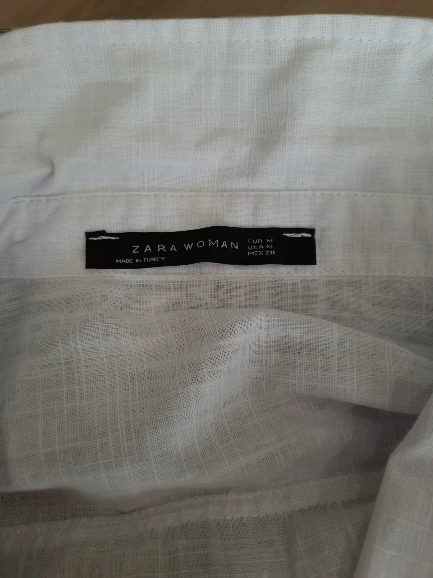 ZARA WOMAN
MADE IN TURKEY
EUR M
USA M
MEX 28